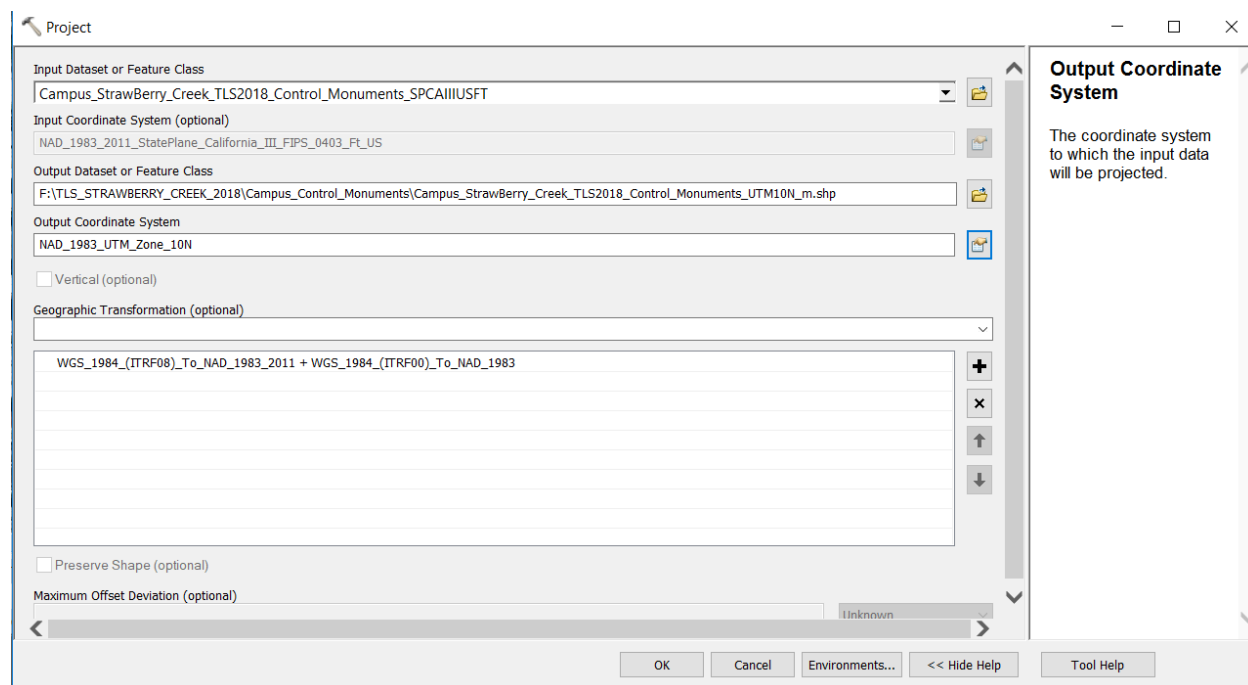 Project
Input Dataset or Feature Class
Campus_StrawBerry_Creek_TLS2018_Control_Monuments_SPCAIIIUSFT
Input Coordinate System (optional)
NAD_1983_2011_StatePlane_California_III_FIPS_0403_Ft_US
Output Dataset or Feature Class
F:\TLS_STRAWBERRY_CREEK_2018\Campus_Control_Monuments\Campus_StrawBerry_Creek_TLS2018_Control_Monuments_UTM10N_m.shp
Output Coordinate System
NAD_1983_UTM_Zone_10N
Vertical (optional)
Geographic Transformation (optional)
WGS_1984_(ITRF08)_To_NAD_1983_2011 + WGS_1984_(ITRF00)_To_NAD_1983
Preserve Shape (optional)
Maximum Offset Deviation (optional)
Unknown
OK
Cancel
Environments...
<< Hide Help
Output Coordinate
System
The coordinate system
to which the input data
will be projected.
Tool Help